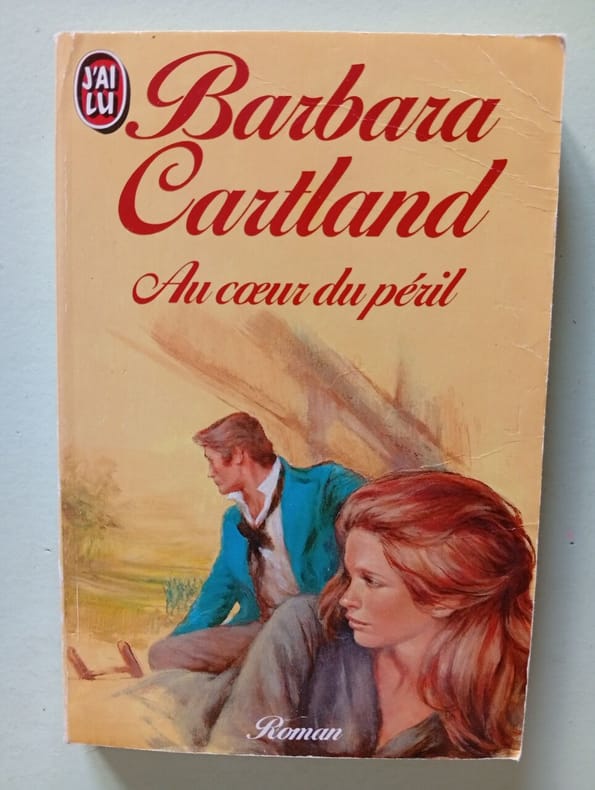 J'AI
LU
Barbara
Cartland
Au cœur du péril
Roman